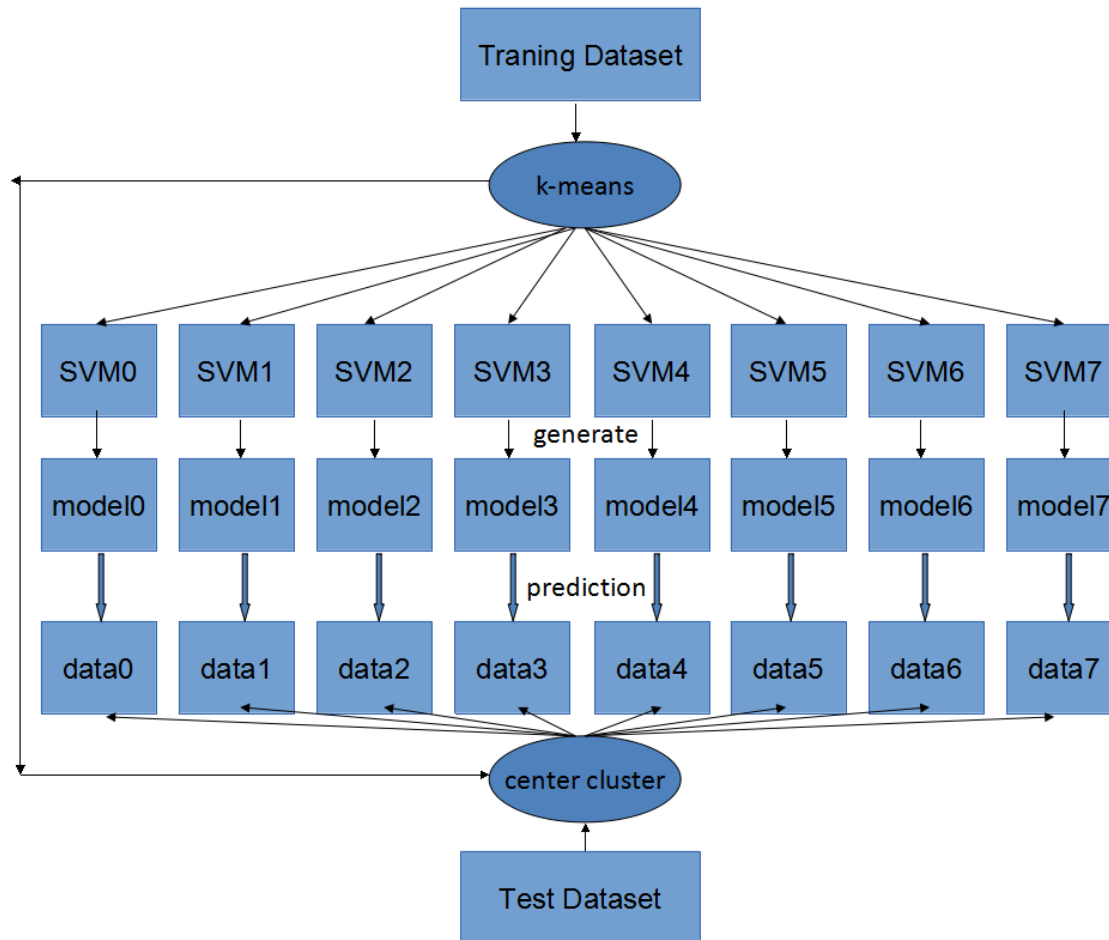 Traning Dataset
k-means
SVM0 SVM1 SVM2 SVM3 SVM4 SVM5 SVM6 SVM7
generate
model0 model1 model2 model3 model4 model5 model6 model7
prediction
data0 data1 data2 data3 data4 data5 data6 data7
center cluster
Test Dataset